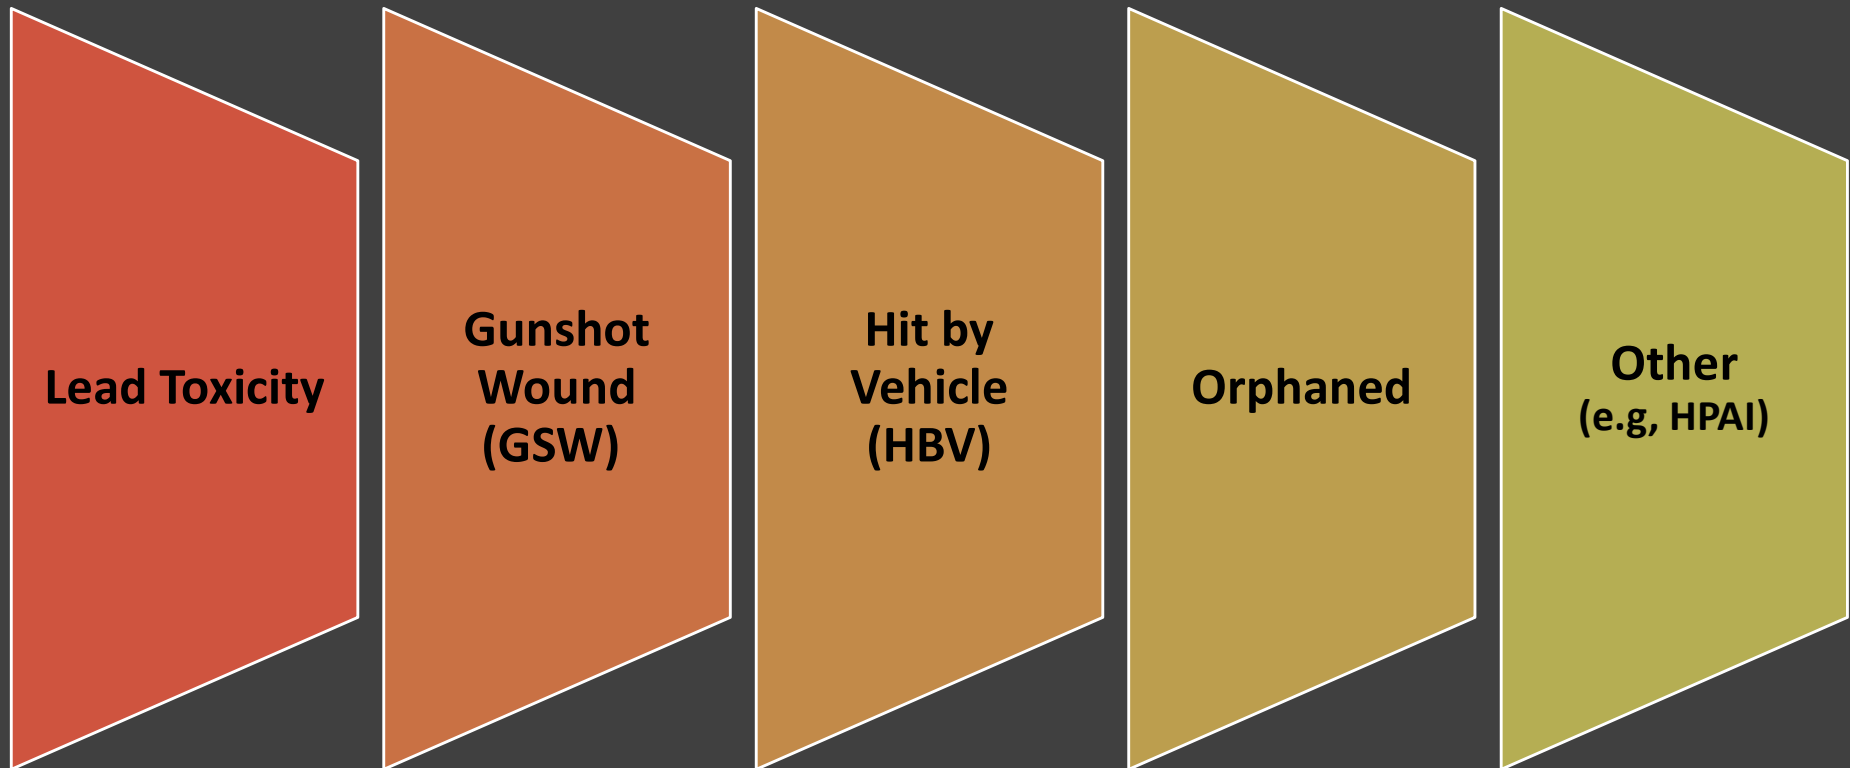 Lead Toxicity
Gunshot
Wound
(GSW)
Hit by
Vehicle
(HBV)
Orphaned
Other
(e.g, HPAI)